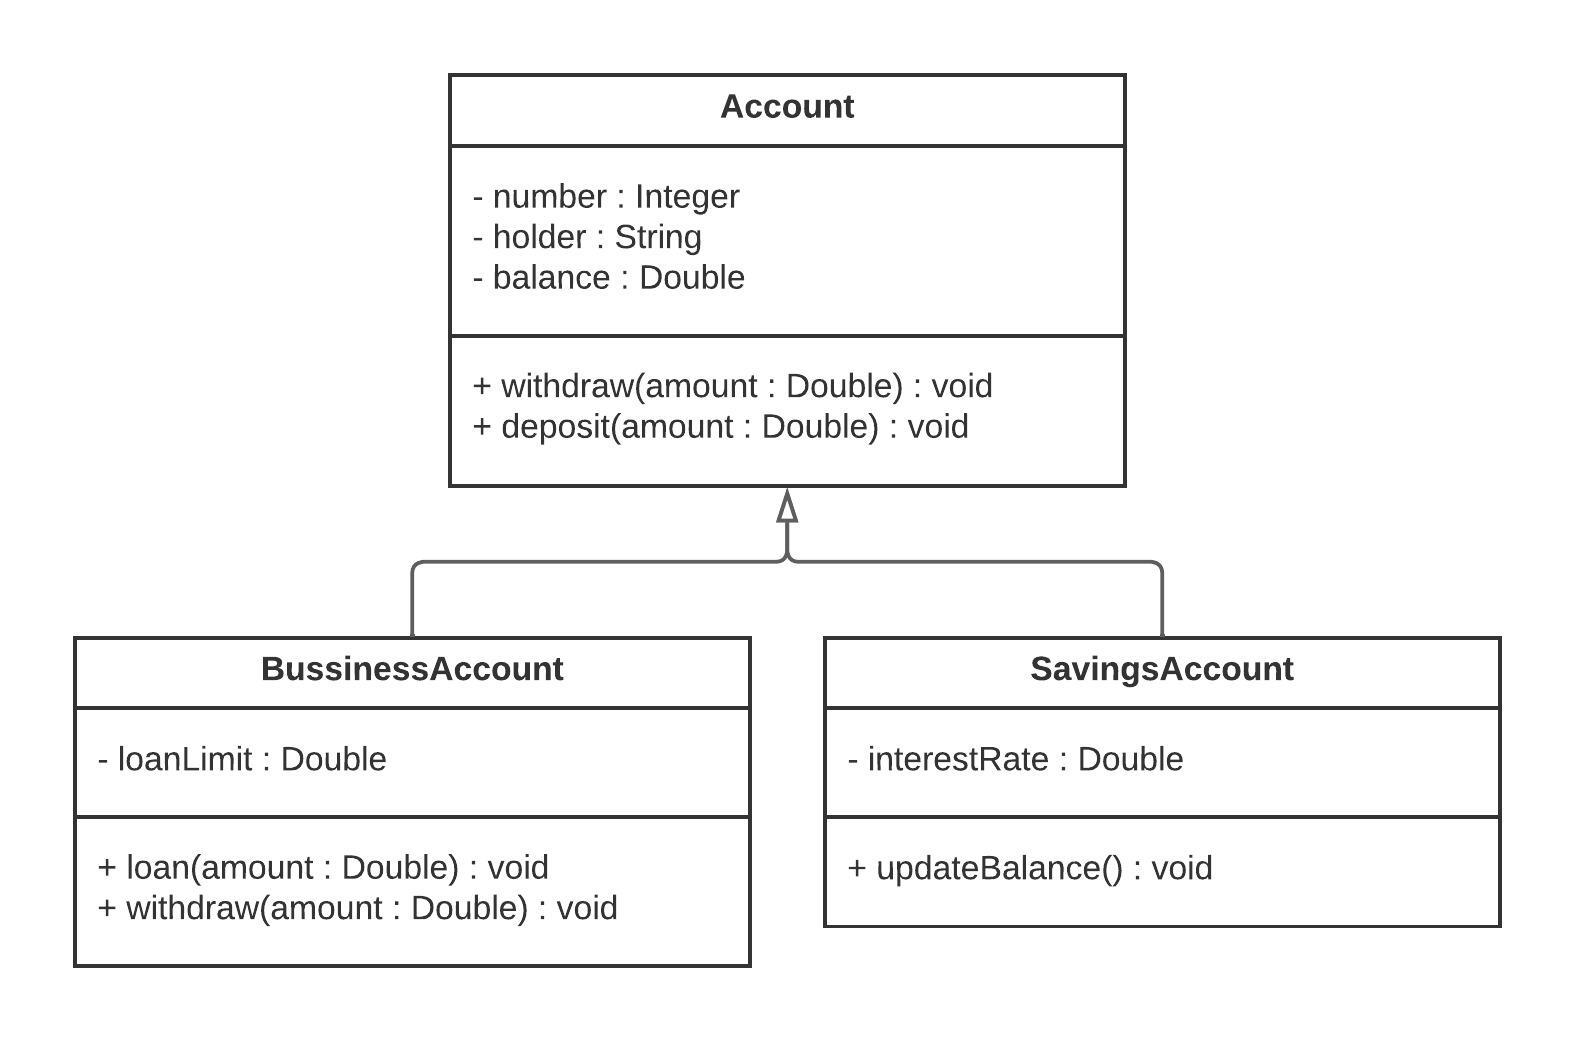 Account
- number : Integer
- holder : String
- balance : Double
+ withdraw(amount : Double) : void
+ deposit(amount : Double) : void
BussinessAccount
- loanLimit : Double
+ loan(amount : Double) : void
+ withdraw(amount : Double) : void
SavingsAccount
- interestRate : Double
+ updateBalance() : void